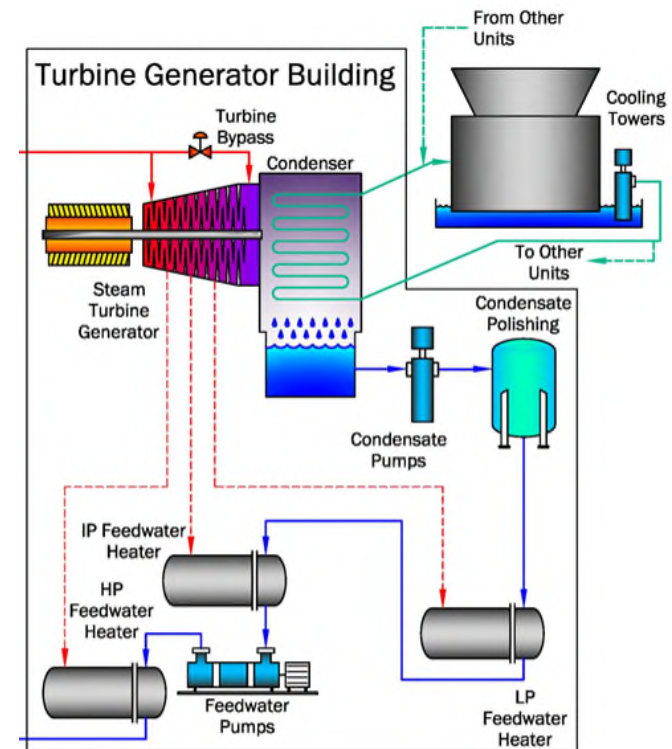 From Other
Units
Turbine Generator Building
Cooling
Towers
Turbine
Bypass
Condenser
To Other
Units
Steam
Turbine
Generator
Condensate
Polishing
Condensate
Pumps
IP Feedwater
Heater
HP
Feedwater
Heater
Feedwater
Pumps
LP
Feedwater
Heater